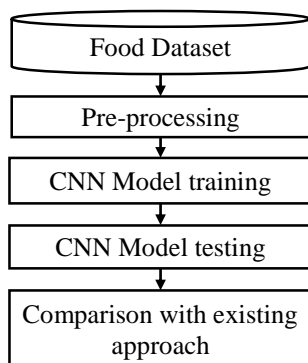 Food Dataset
Pre-processing
CNN Model training
CNN Model testing
Comparison with existing
approach